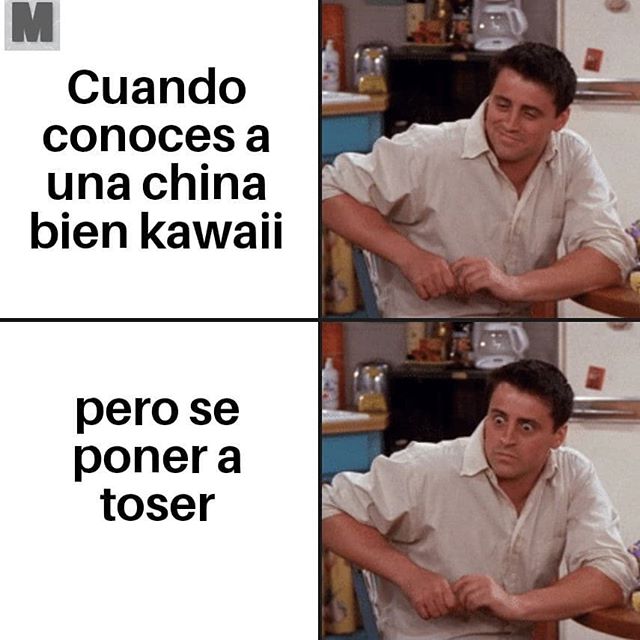 M
Cuando
conoces a
una china
bien kawaii
pero se
poner a
toser